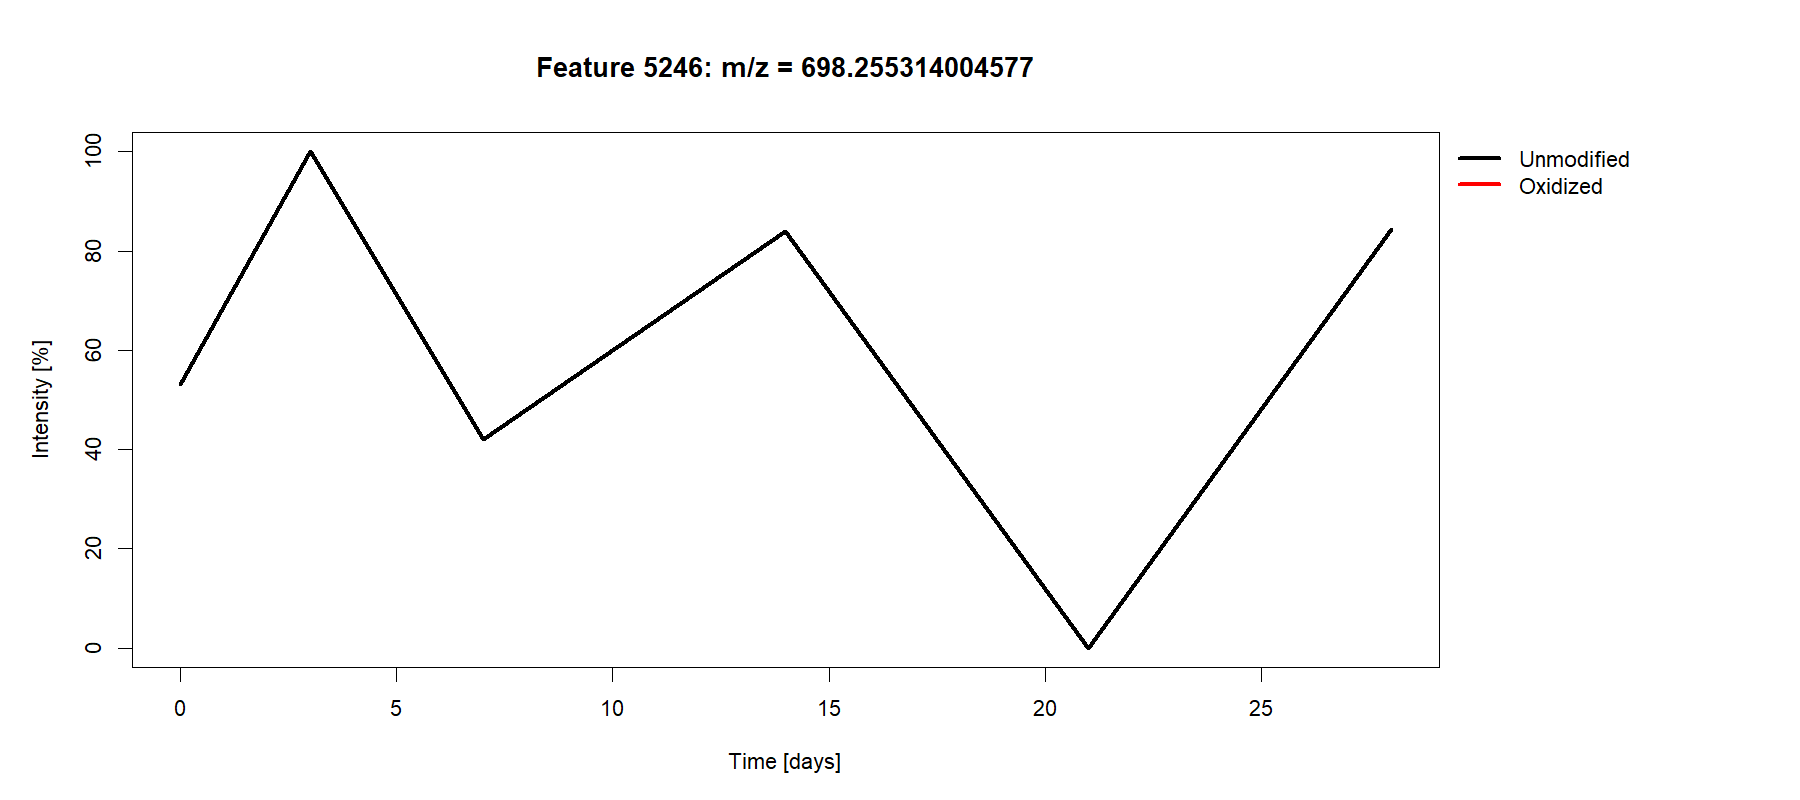 Feature 5246: m/z = 698.255314004577
Unmodified
Oxidized
Intensity [%]
100
80
60
40
20
0
0 5 10 15 20 25
Time [days]